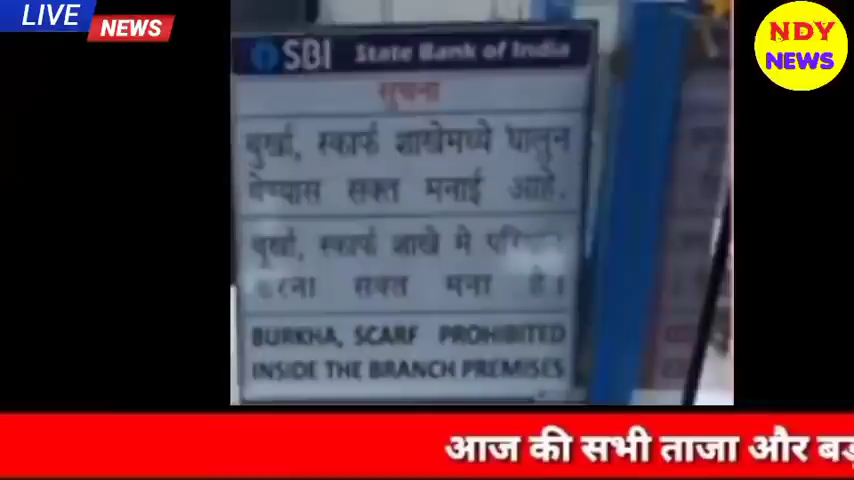 LIVE
NEWS
NDY
NEWS
SBI State Bank of India
सूचना
बुर्खा, स्कार्फ शाखेमध्ये घालुन
येण्यास सक्त मनाई आहे.
बुर्खा, स्कार्फ शाखे मे
करना सक्त मना है।
BURKHA, SCARF PROHIBITED
INSIDE THE BRANCH PREMISES
आज की सभी ताजा और